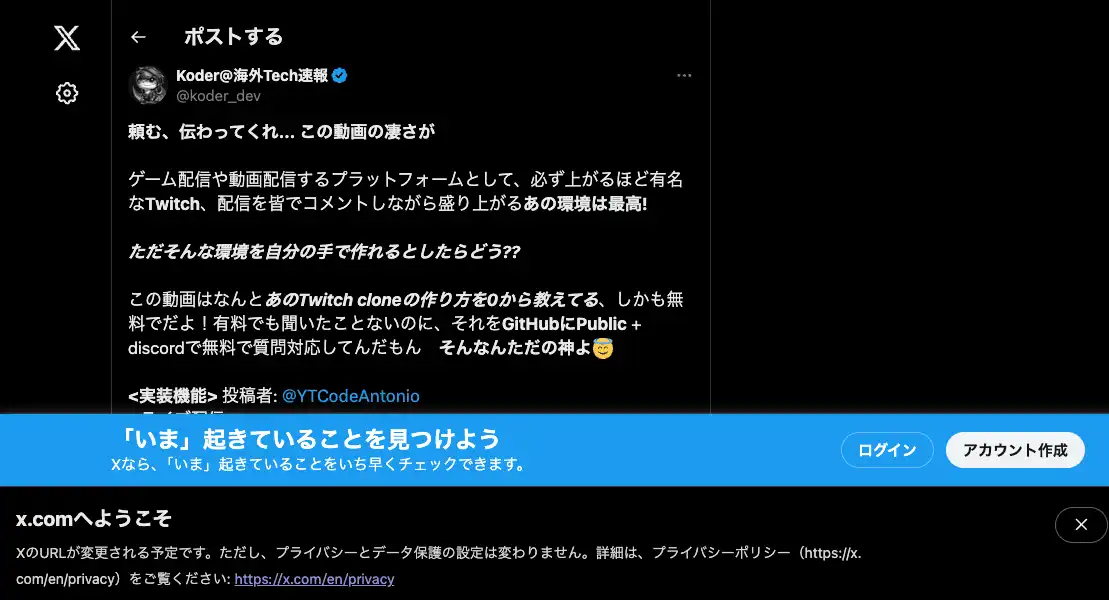 ポストする
Koder@海外Tech速報
@koder_dev
頼む、伝わってくれ... この動画の凄さが
ゲーム配信や動画配信するプラットフォームとして、必ず上がるほど有名
なTwitch、配信を皆でコメントしながら盛り上がるあの環境は最高!
ただそんな環境を自分の手で作れるとしたらどう??
この動画はなんとあのTwitch cloneの作り方を0から教えてる、しかも無
料でだよ！有料でも聞いたことないのに、それをGitHubにPublic +
discordで無料で質問対応してんだもん　そんなんただの神よ😇
<実装機能> 投稿者: @YTCodeAntonio
「いま」起きていることを見つけよう
Xなら、「いま」起きていることをいち早くチェックできます。
ログイン
アカウント作成
x.comへようこそ
XのURLが変更される予定です。ただし、プライバシーとデータ保護の設定は変わりません。詳細は、プライバシーポリシー（https://x.
com/en/privacy）をご覧ください: https://x.com/en/privacy